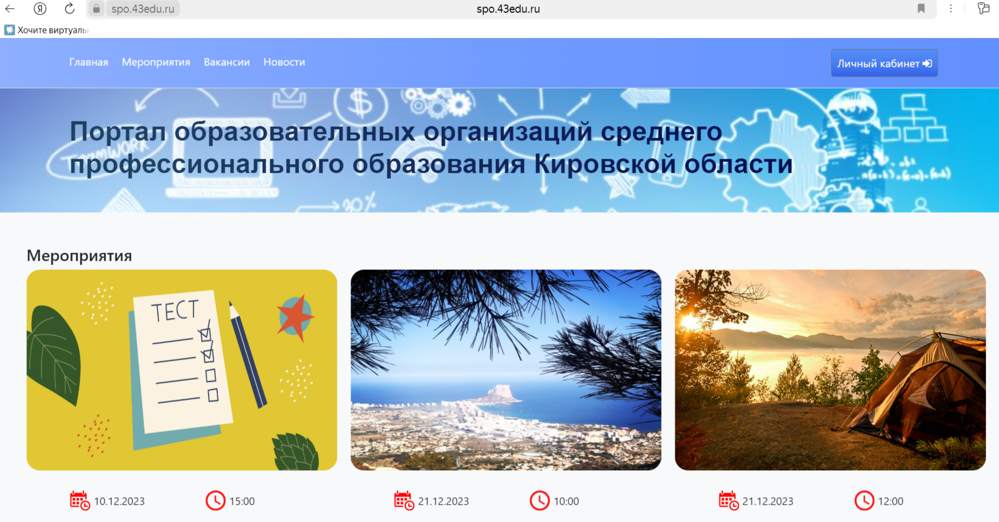 spo.43edu.ru
spo.43edu.ru
Хочите виртуаль
Главная Мероприятия Вакансии Новости
Личный кабинет
Портал образовательных организаций среднего
профессионального образования Кировской области
TEAMWORK
$
30%
Мероприятия
ТЕСТ
10.12.2023 15:00
21.12.2023 10:00
21.12.2023 12:00